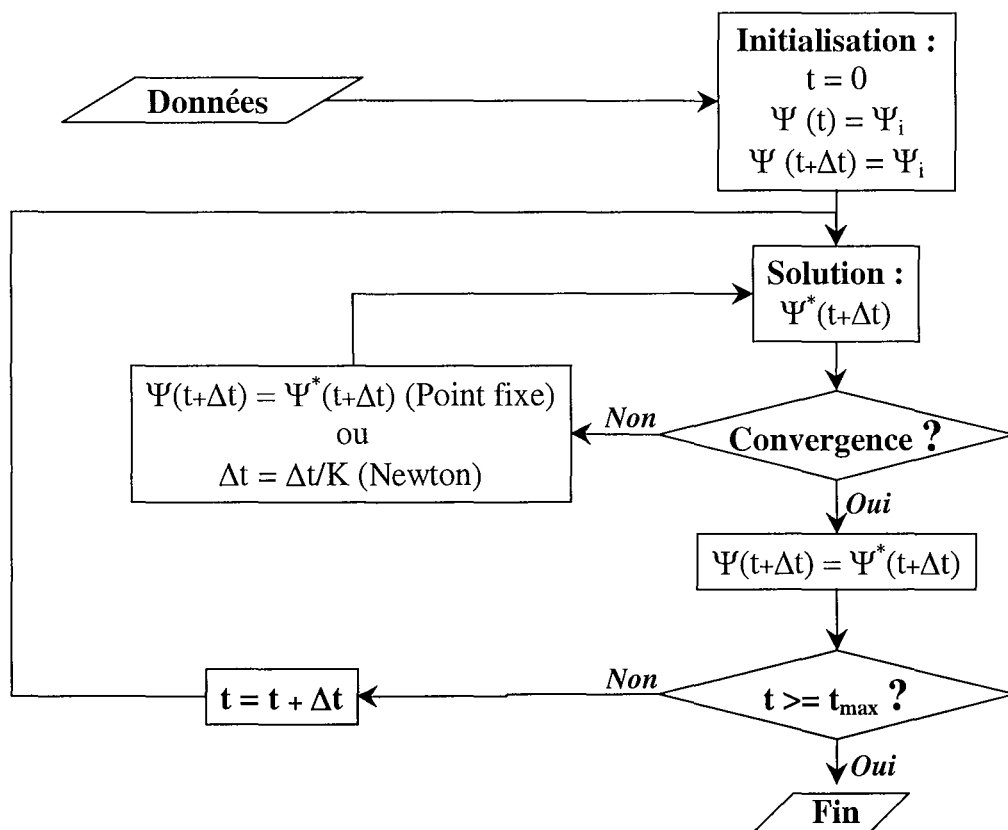 Données
Initialisation :
t = 0
Ψ (t) = Ψi
Ψ (t+Δt) = Ψi
Solution :
Ψ*(t+Δt)
Ψ(t+Δt) = Ψ*(t+Δt) (Point fixe)
ou
Δt = Δt/K (Newton)
Non
Convergence ?
Oui
Ψ(t+Δt) = Ψ*(t+Δt)
t = t + Δt
Non
t >= tmax ?
Oui
Fin